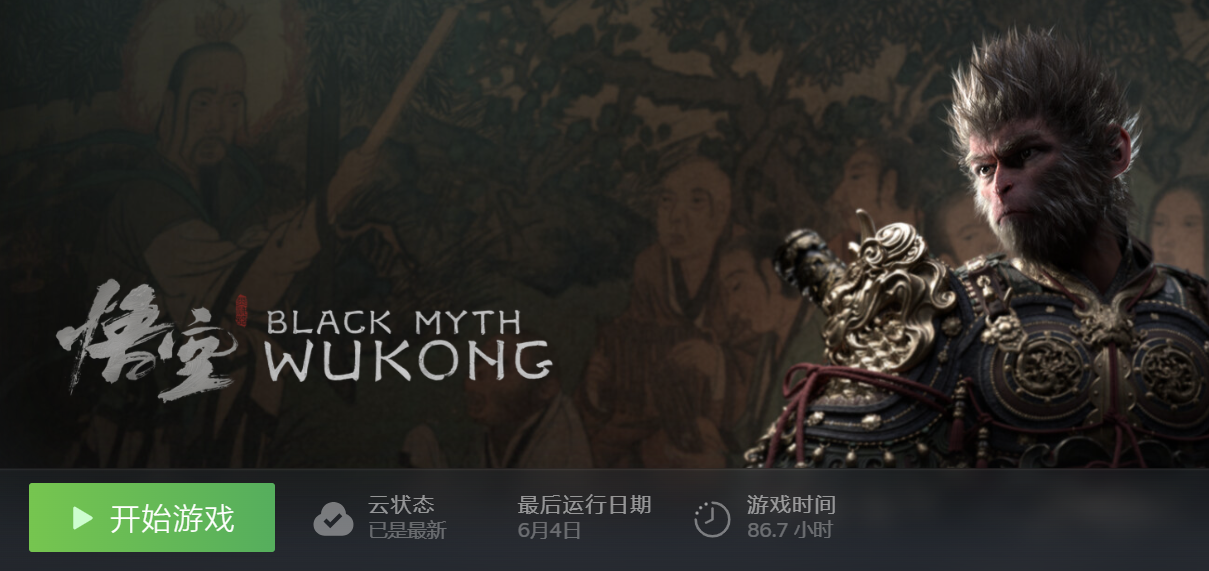 悟空
BLACK MYTH
WUKONG
开始游戏
云状态
已是最新
最后运行日期
6月4日
游戏时间
86.7 小时